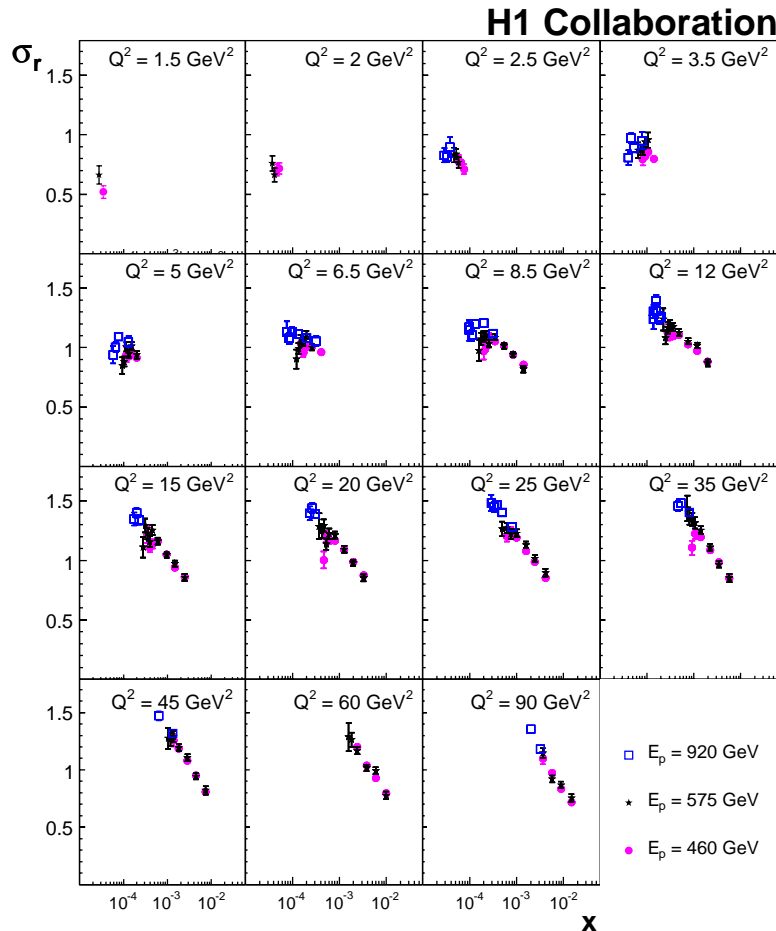 H1 Collaboration
σr
Q² = 1.5 GeV²
Q² = 2 GeV²
Q² = 2.5 GeV²
Q² = 3.5 GeV²
1.5
1
0.5
Q² = 5 GeV²
Q² = 6.5 GeV²
Q² = 8.5 GeV²
Q² = 12 GeV²
1.5
1
0.5
Q² = 15 GeV²
Q² = 20 GeV²
Q² = 25 GeV²
Q² = 35 GeV²
1.5
1
0.5
Q² = 45 GeV²
Q² = 60 GeV²
Q² = 90 GeV²
1.5
1
0.5
E_p = 920 GeV
E_p = 575 GeV
E_p = 460 GeV
10⁻⁴ 10⁻³ 10⁻² 10⁻⁴ 10⁻³ 10⁻² 10⁻⁴ 10⁻³ 10⁻²
x